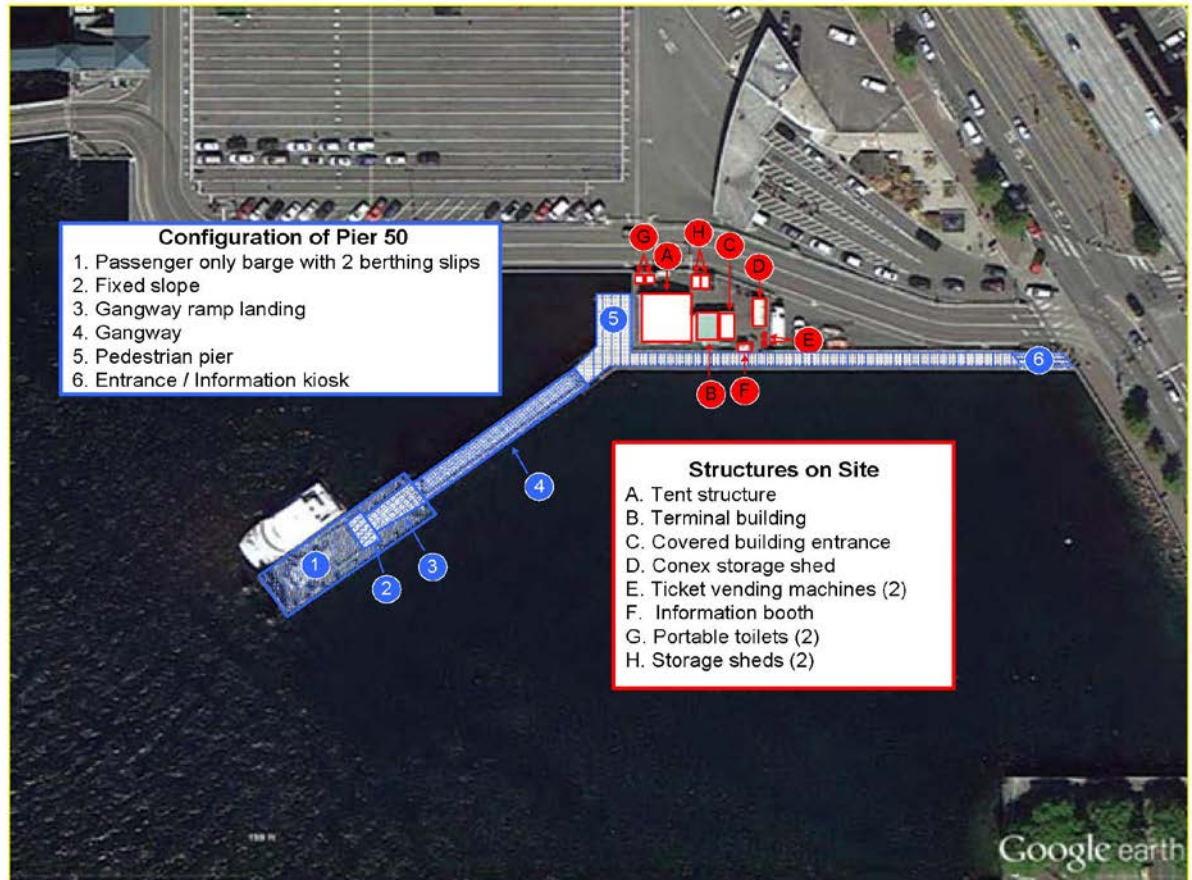 Configuration of Pier 50
1. Passenger only barge with 2 berthing slips
2. Fixed slope
3. Gangway ramp landing
4. Gangway
5. Pedestrian pier
6. Entrance / Information kiosk
G
A
H
C
D
E
F
B
5
6
4
3
2
1
Structures on Site
A. Tent structure
B. Terminal building
C. Covered building entrance
D. Conex storage shed
E. Ticket vending machines (2)
F. Information booth
G. Portable toilets (2)
H. Storage sheds (2)
Google earth